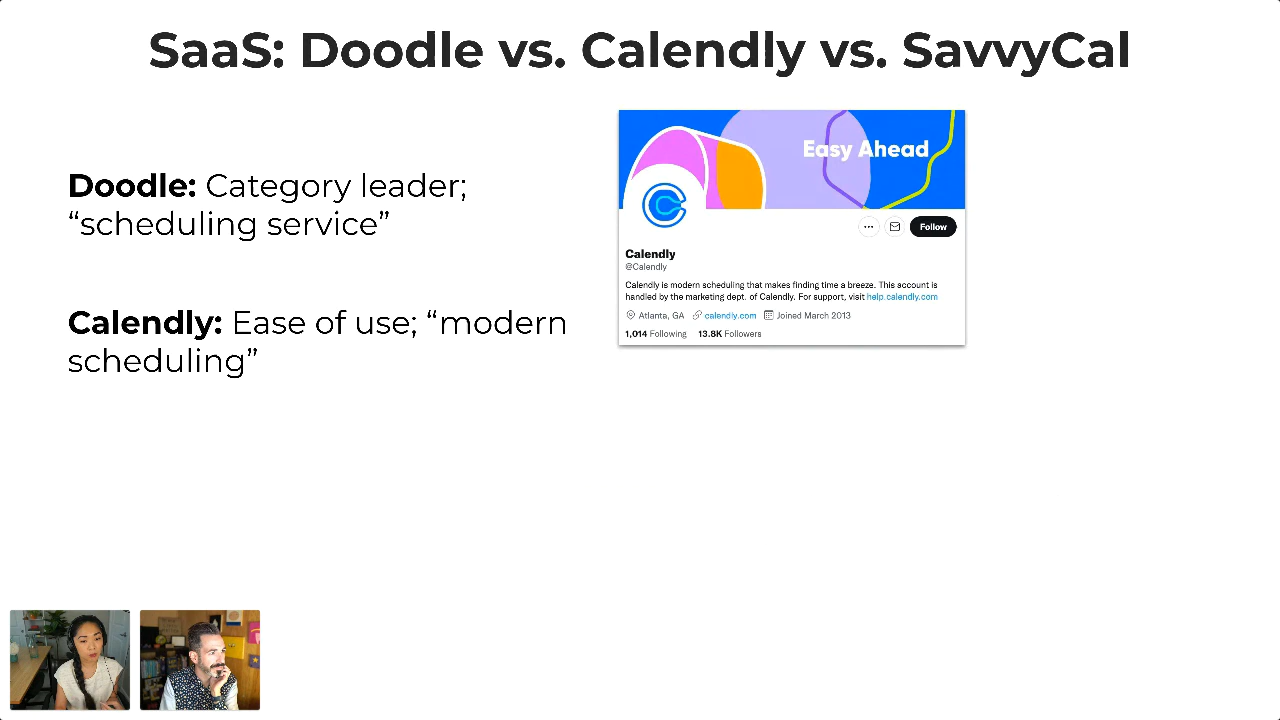 SaaS: Doodle vs. Calendly vs. SavvyCal
Doodle: Category leader;
“scheduling service”
Calendly: Ease of use; “modern
scheduling”
Easy Ahead
Follow
Calendly
@Calendly
Calendly is modern scheduling that makes finding time a breeze. This account is
handled by the marketing dept. of Calendly. For support, visit help.calendly.com
Atlanta, GA calendly.com Joined March 2013
1,014 Following 13.8K Followers